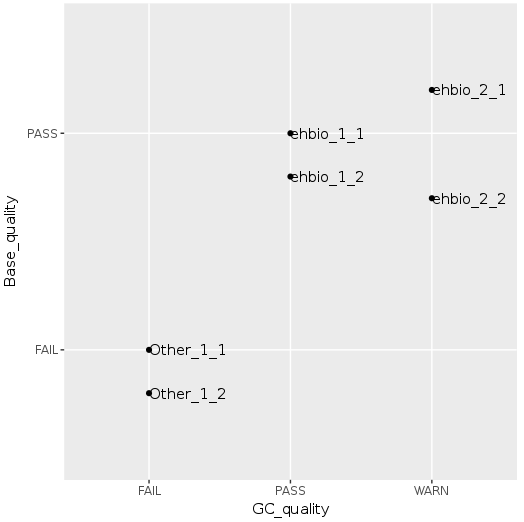 ehbio_2_1
PASS
ehbio_1_1
ehbio_1_2
ehbio_2_2
Base_quality
FAIL
Other_1_1
Other_1_2
FAIL
PASS
WARN
GC_quality